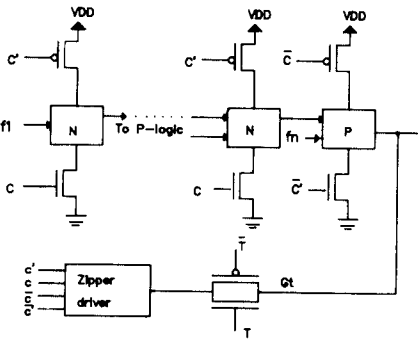 VDD VDD VDD
C' C' C̅
f1 N To P-logic N fn P
C C C̅'
T̅
c' Zipper Gt
c driver
c̅
c̅'
T